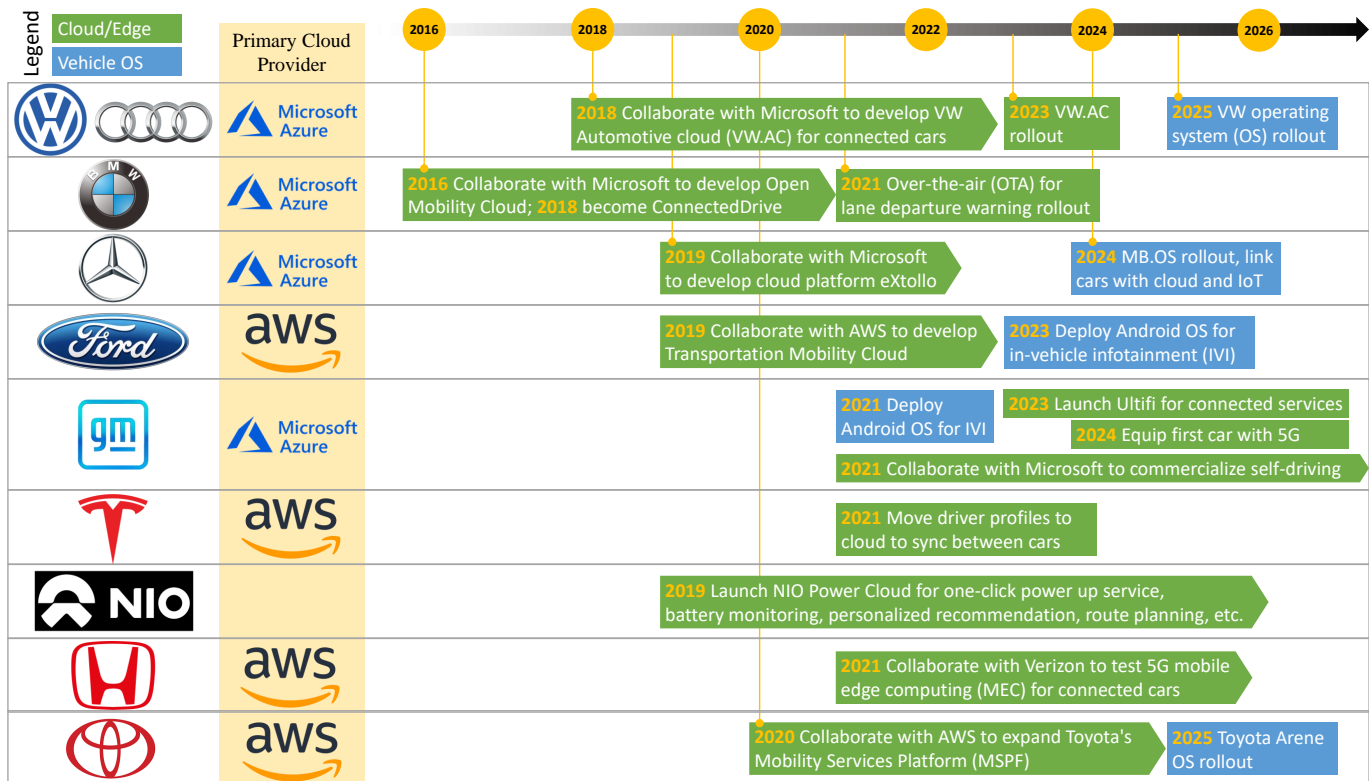 Legend
Cloud/Edge
Vehicle OS
Primary Cloud
Provider
2016
2018
2020
2022
2024
2026
Microsoft
Azure
2018 Collaborate with Microsoft to develop VW
Automotive cloud (VW.AC) for connected cars
2023 VW.AC
rollout
2025 VW operating
system (OS) rollout
BMW
Microsoft
Azure
2016 Collaborate with Microsoft to develop Open
Mobility Cloud; 2018 become ConnectedDrive
2021 Over-the-air (OTA) for
lane departure warning rollout
Microsoft
Azure
2019 Collaborate with Microsoft
to develop cloud platform eXtollo
2024 MB.OS rollout, link
cars with cloud and IoT
Ford
aws
2019 Collaborate with AWS to develop
Transportation Mobility Cloud
2023 Deploy Android OS for
in-vehicle infotainment (IVI)
gm
Microsoft
Azure
2021 Deploy
Android OS for IVI
2023 Launch Ultifi for connected services
2024 Equip first car with 5G
2021 Collaborate with Microsoft to commercialize self-driving
aws
2021 Move driver profiles to
cloud to sync between cars
NIO
2019 Launch NIO Power Cloud for one-click power up service,
battery monitoring, personalized recommendation, route planning, etc.
aws
2021 Collaborate with Verizon to test 5G mobile
edge computing (MEC) for connected cars
aws
2020 Collaborate with AWS to expand Toyota's
Mobility Services Platform (MSPF)
2025 Toyota Arene
OS rollout